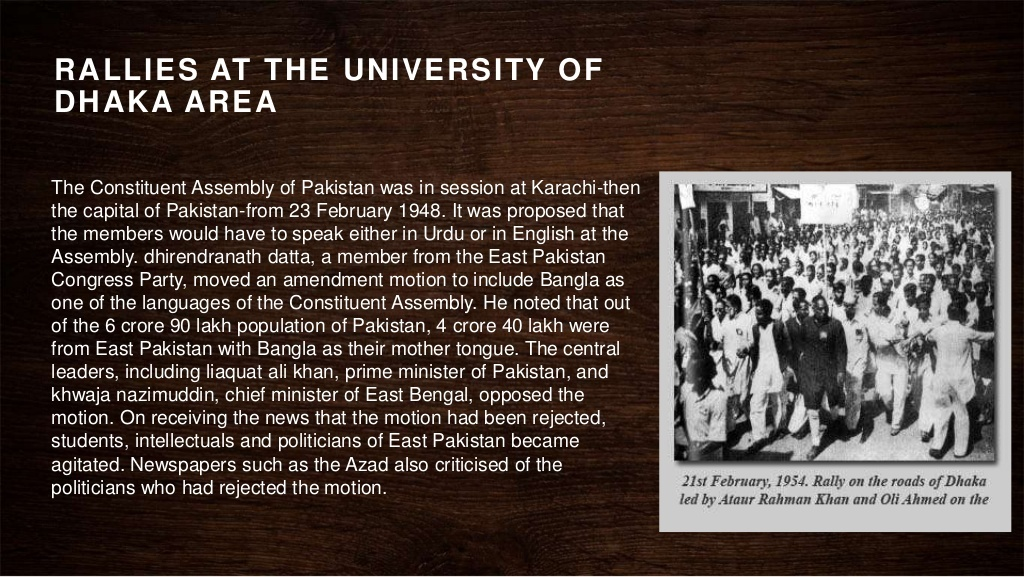 RALLIES AT THE UNIVERSITY OF
DHAKA AREA
The Constituent Assembly of Pakistan was in session at Karachi-then
the capital of Pakistan-from 23 February 1948. It was proposed that
the members would have to speak either in Urdu or in English at the
Assembly. dhirendranath datta, a member from the East Pakistan
Congress Party, moved an amendment motion to include Bangla as
one of the languages of the Constituent Assembly. He noted that out
of the 6 crore 90 lakh population of Pakistan, 4 crore 40 lakh were
from East Pakistan with Bangla as their mother tongue. The central
leaders, including liaquat ali khan, prime minister of Pakistan, and
khwaja nazimuddin, chief minister of East Bengal, opposed the
motion. On receiving the news that the motion had been rejected,
students, intellectuals and politicians of East Pakistan became
agitated. Newspapers such as the Azad also criticised of the
politicians who had rejected the motion.
21st February, 1954. Rally on the roads of Dhaka
led by Ataur Rahman Khan and Oli Ahmed on the